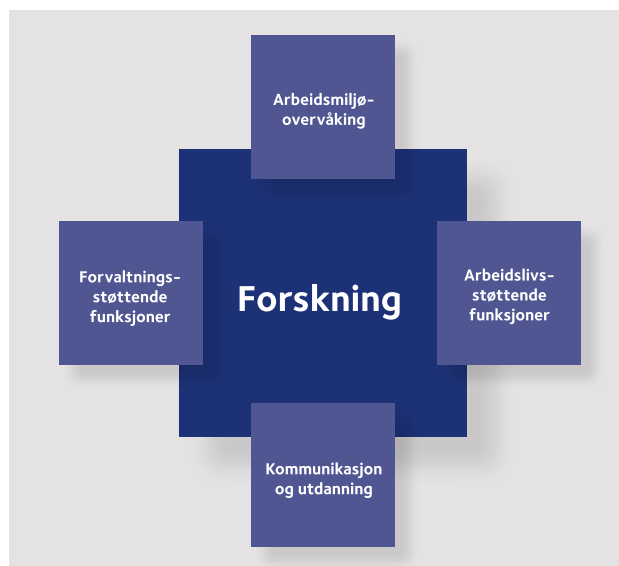 Arbeidsmiljø-
overvåking
Forvaltnings-
støttende
funksjoner
Forskning
Arbeidslivs-
støttende
funksjoner
Kommunikasjon
og utdanning